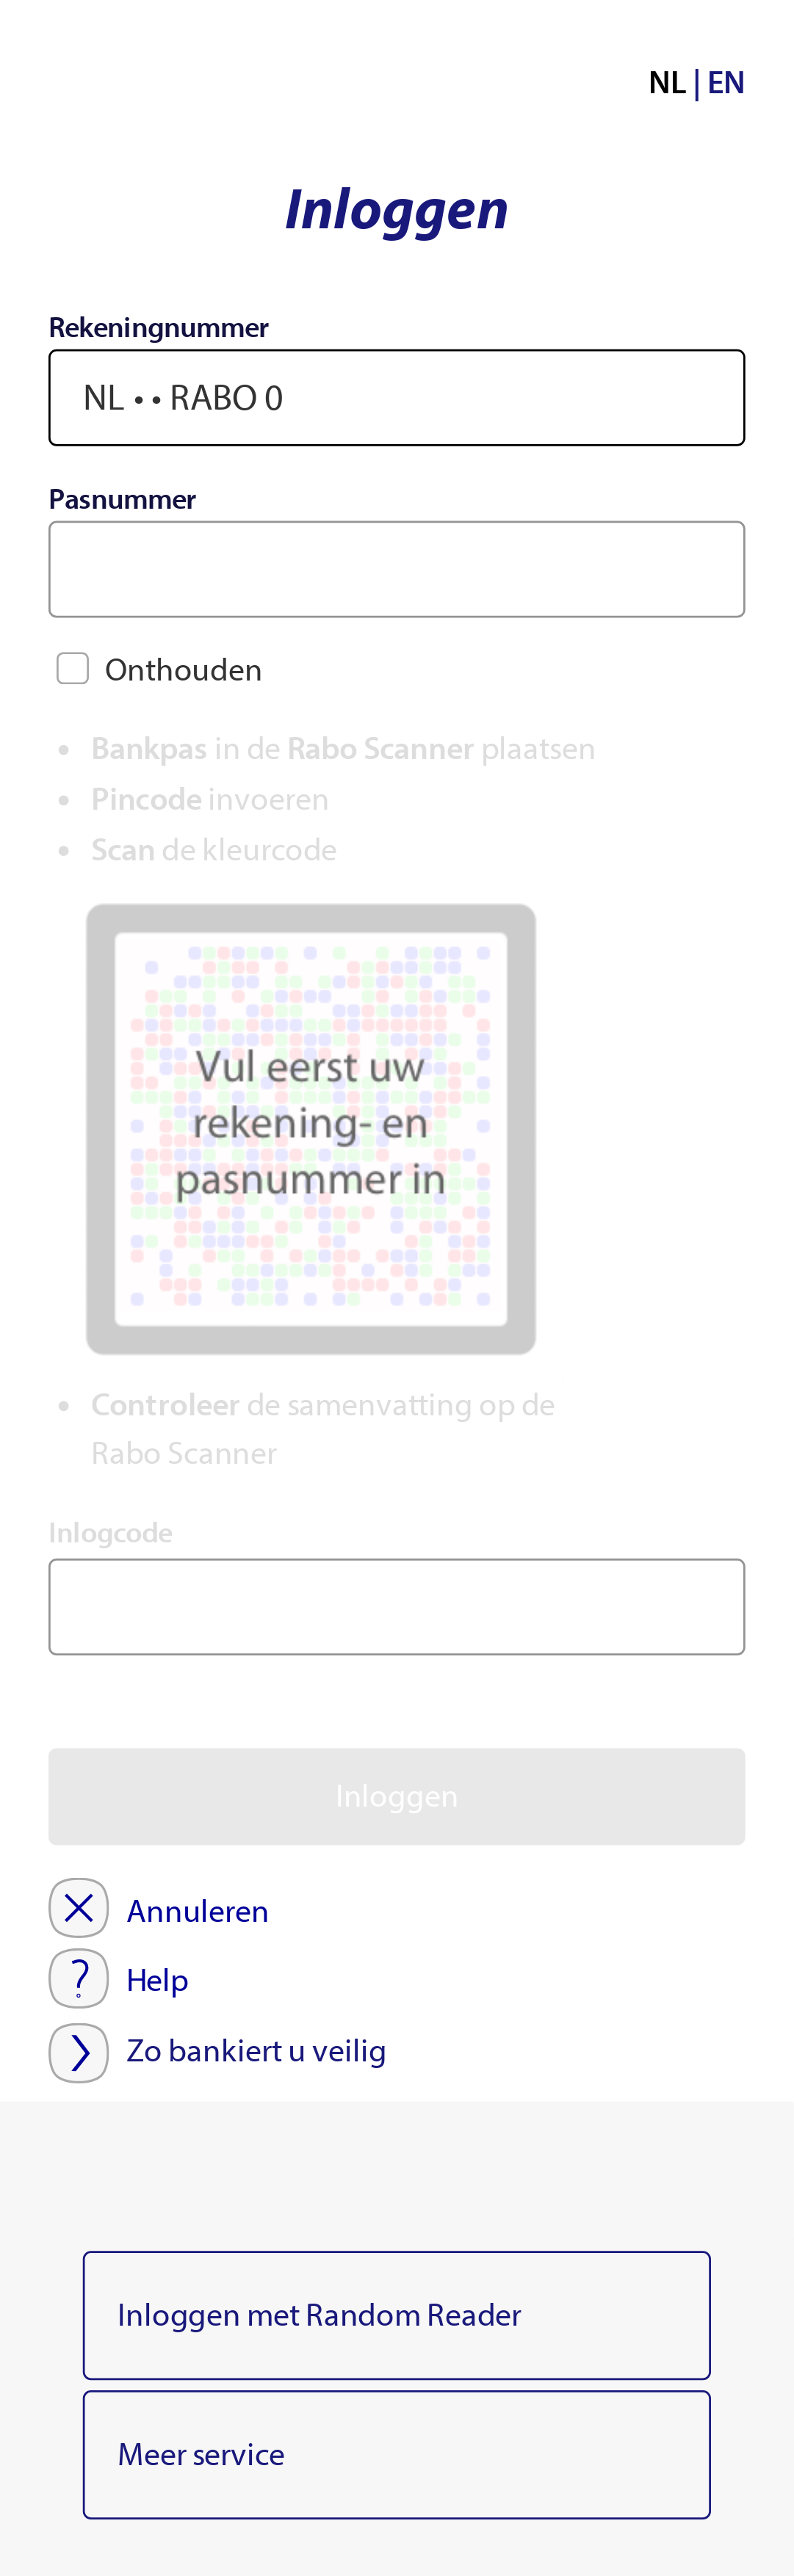 NL | EN
Inloggen
Rekeningnummer
NL • • RABO 0
Pasnummer
Onthouden
• Bankpas in de Rabo Scanner plaatsen
• Pincode invoeren
• Scan de kleurcode
Vul eerst uw
rekening- en
pasnummer in
• Controleer de samenvatting op de
Rabo Scanner
Inlogcode
Inloggen
Annuleren
? Help
Zo bankiert u veilig
Inloggen met Random Reader
Meer service